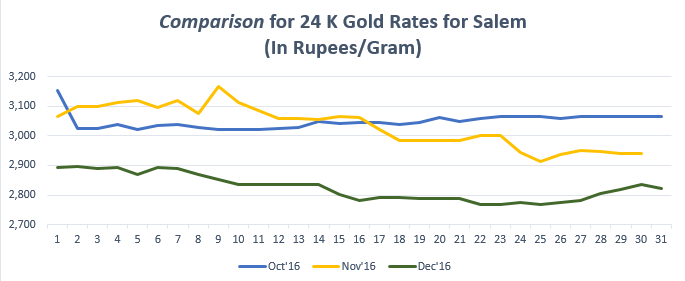 Comparison for 24 K Gold Rates for Salem
(In Rupees/Gram)
3,200
3,100
3,000
2,900
2,800
2,700
1 2 3 4 5 6 7 8 9 10 11 12 13 14 15 16 17 18 19 20 21 22 23 24 25 26 27 28 29 30 31
Oct'16 Nov'16 Dec'16